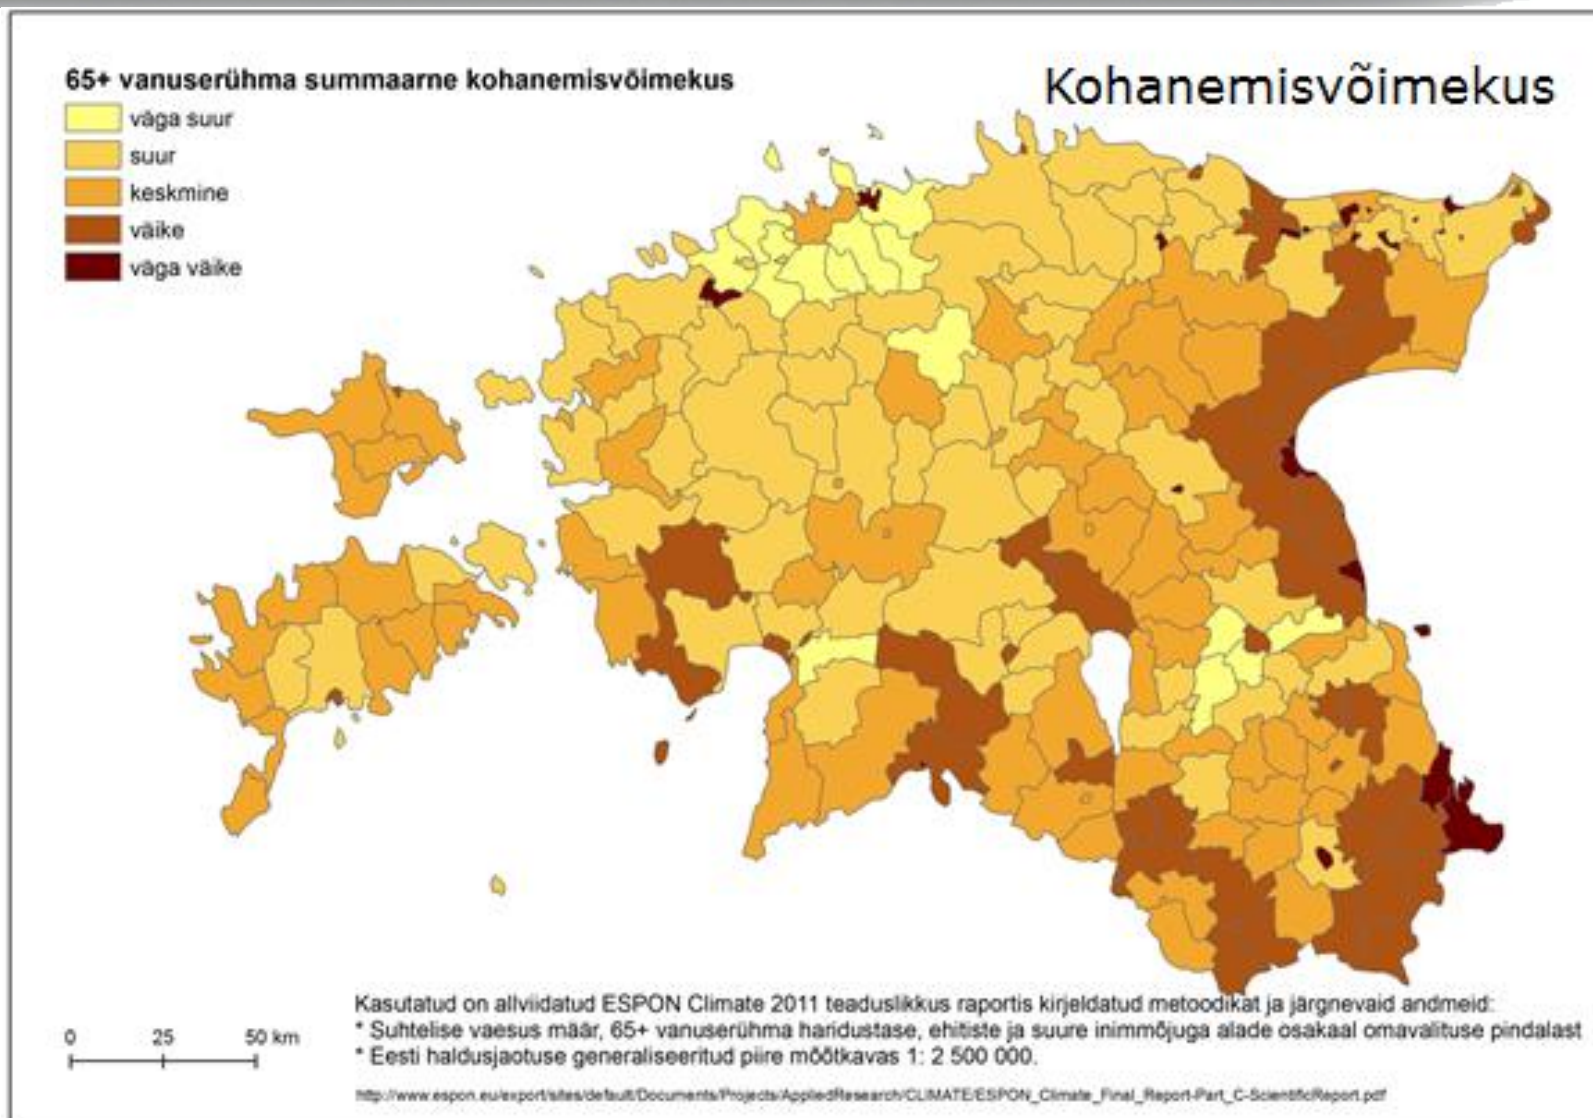 Kohanemisvõimekus
65+ vanuserühma summaarne kohanemisvõimekus
väga suur
suur
keskmine
väike
väga väike
Kasutatud on allviidatud ESPON Climate 2011 teaduslikkus raportis kirjeldatud metoodikat ja järgnevaid andmeid:
* Suhtelise vaesus määr, 65+ vanuserühma haridustase, ehitiste ja suure inimmõjuga alade osakaal omavalituse pindalast
* Eesti haldusjaotuse generaliseeritud piire mõõtkavas 1: 2 500 000.
0 25 50 km
http://www.espon.eu/export/sites/default/Documents/Projects/AppliedResearch/CLIMATE/ESPON_Climate_Final_Report-Part_C-ScientificReport.pdf